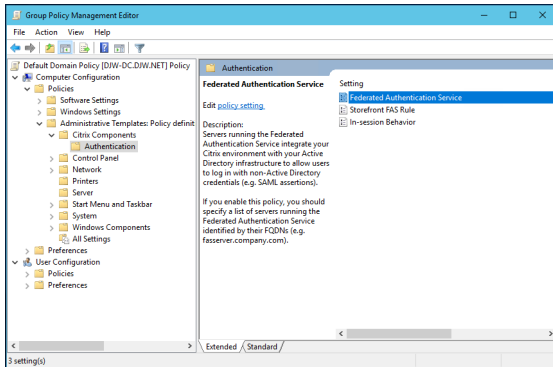 Group Policy Management Editor
File Action View Help
Default Domain Policy [DJW-DC.DJW.NET] Policy
Computer Configuration
Policies
Software Settings
Windows Settings
Administrative Templates: Policy definit
Citrix Components
Authentication
Control Panel
Network
Printers
Server
Start Menu and Taskbar
System
Windows Components
All Settings
Preferences
User Configuration
Policies
Preferences
Authentication
Federated Authentication Service
Edit policy setting.
Description:
Servers running the Federated
Authentication Service integrate your
Citrix environment with your Active
Directory infrastructure to allow users
to log in with non-Active Directory
credentials (e.g. SAML assertions).
If you enable this policy, you should
specify a list of servers running the
Federated Authentication Service
identified by their FQDNs (e.g.
fasserver.company.com).
Setting
Federated Authentication Service
Storefront FAS Rule
In-session Behavior
Extended Standard
3 setting(s)